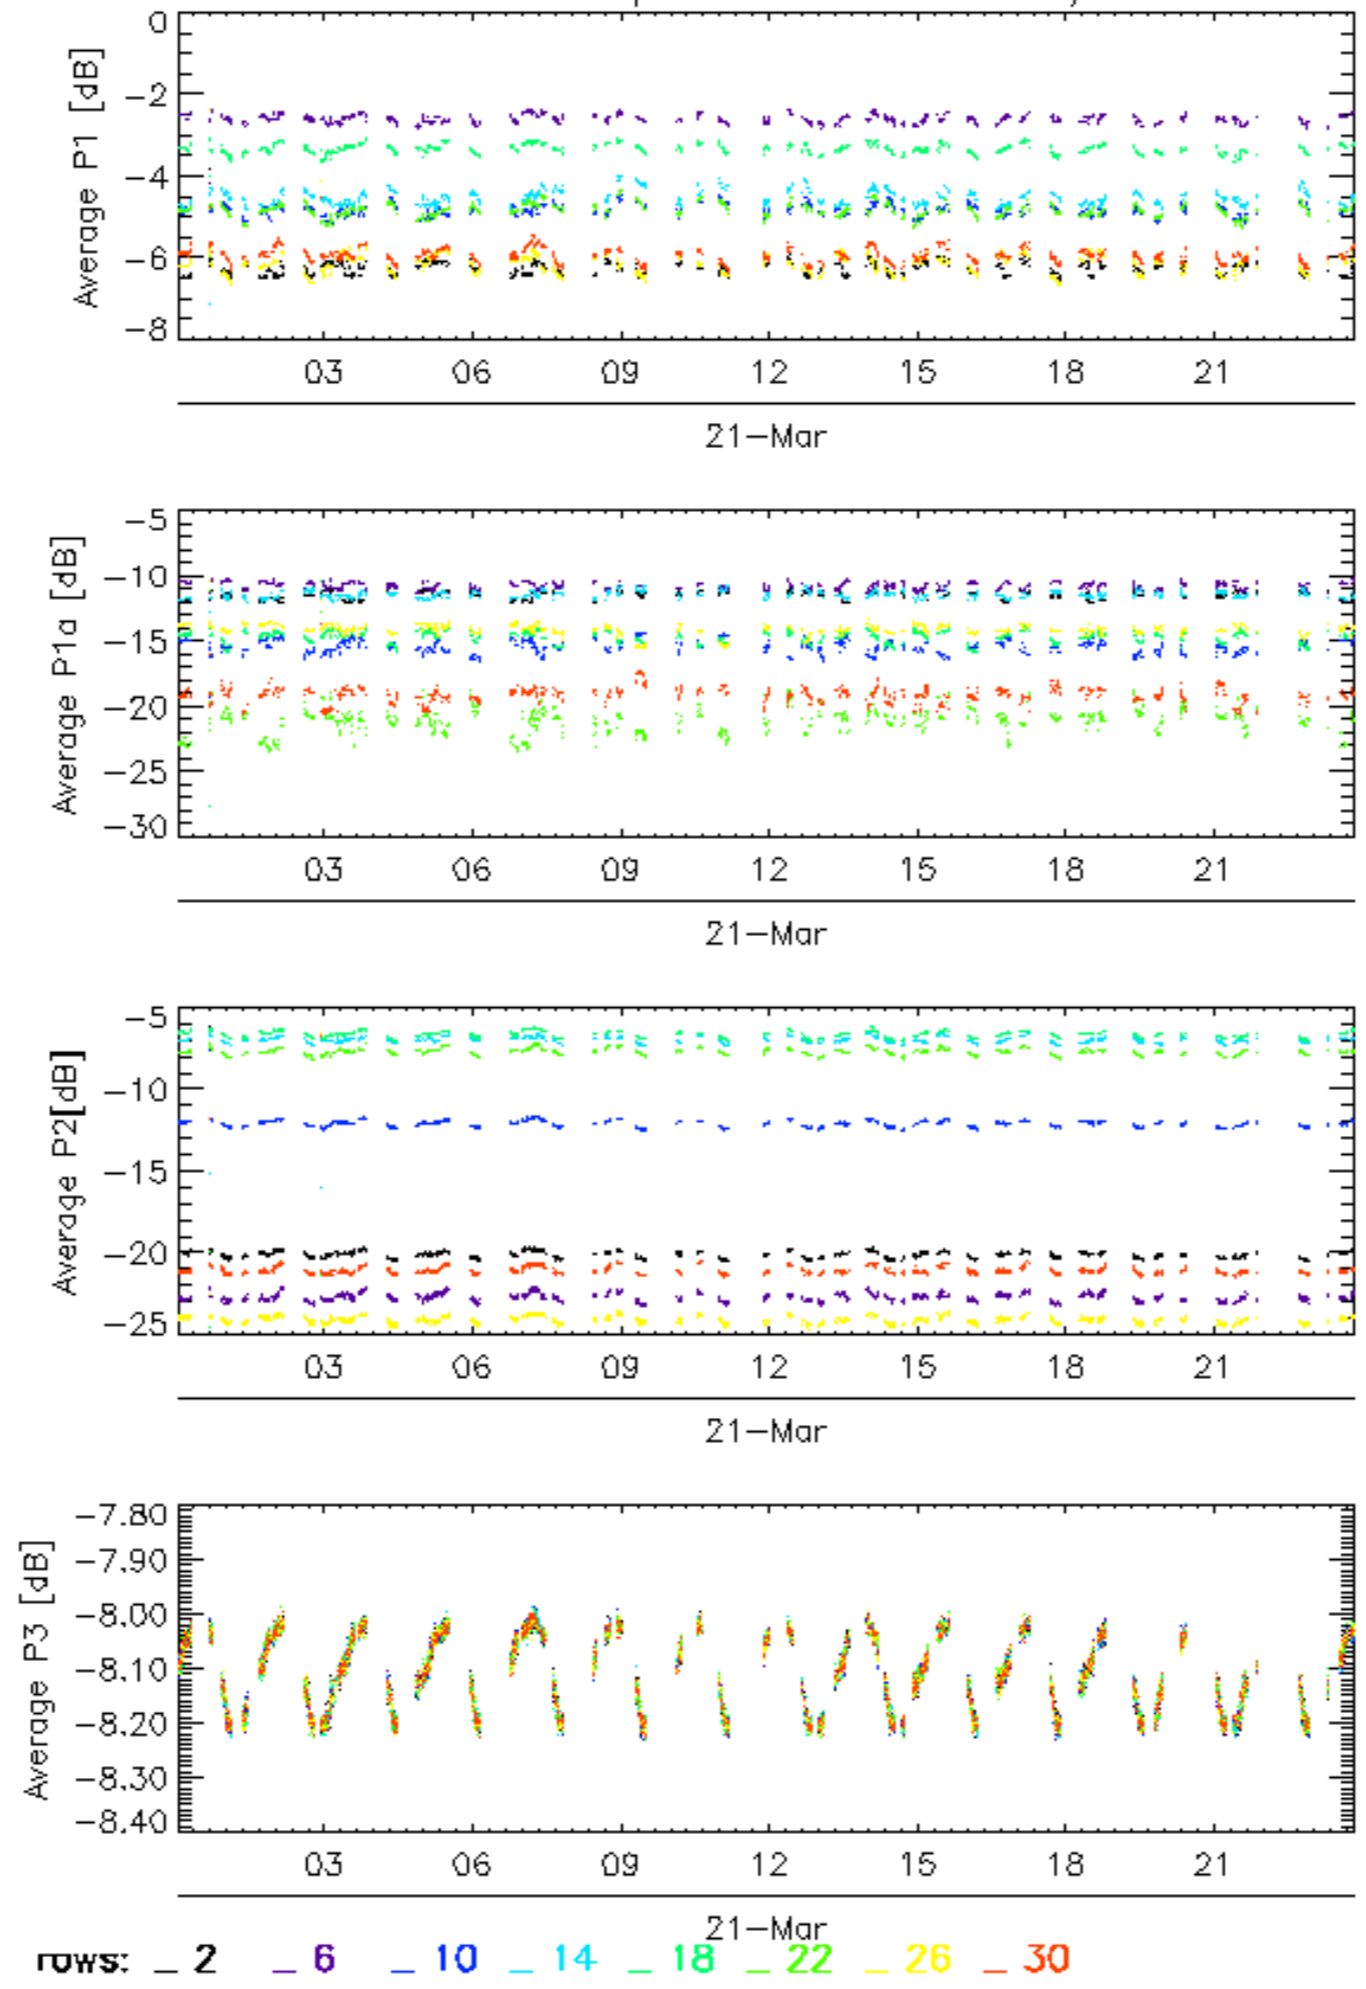 0
−2
−4
−6
−8
Average P1 [dB]
03 06 09 12 15 18 21
21−Mar
−5
−10
−15
−20
−25
−30
Average P1a [dB]
03 06 09 12 15 18 21
21−Mar
−5
−10
−15
−20
−25
Average P2[dB]
03 06 09 12 15 18 21
21−Mar
−7.80
−7.90
−8.00
−8.10
−8.20
−8.30
−8.40
Average P3 [dB]
03 06 09 12 15 18 21
21−Mar
rows: _ 2 _ 6 _ 10 _ 14 _ 18 _ 22 _ 26 _ 30